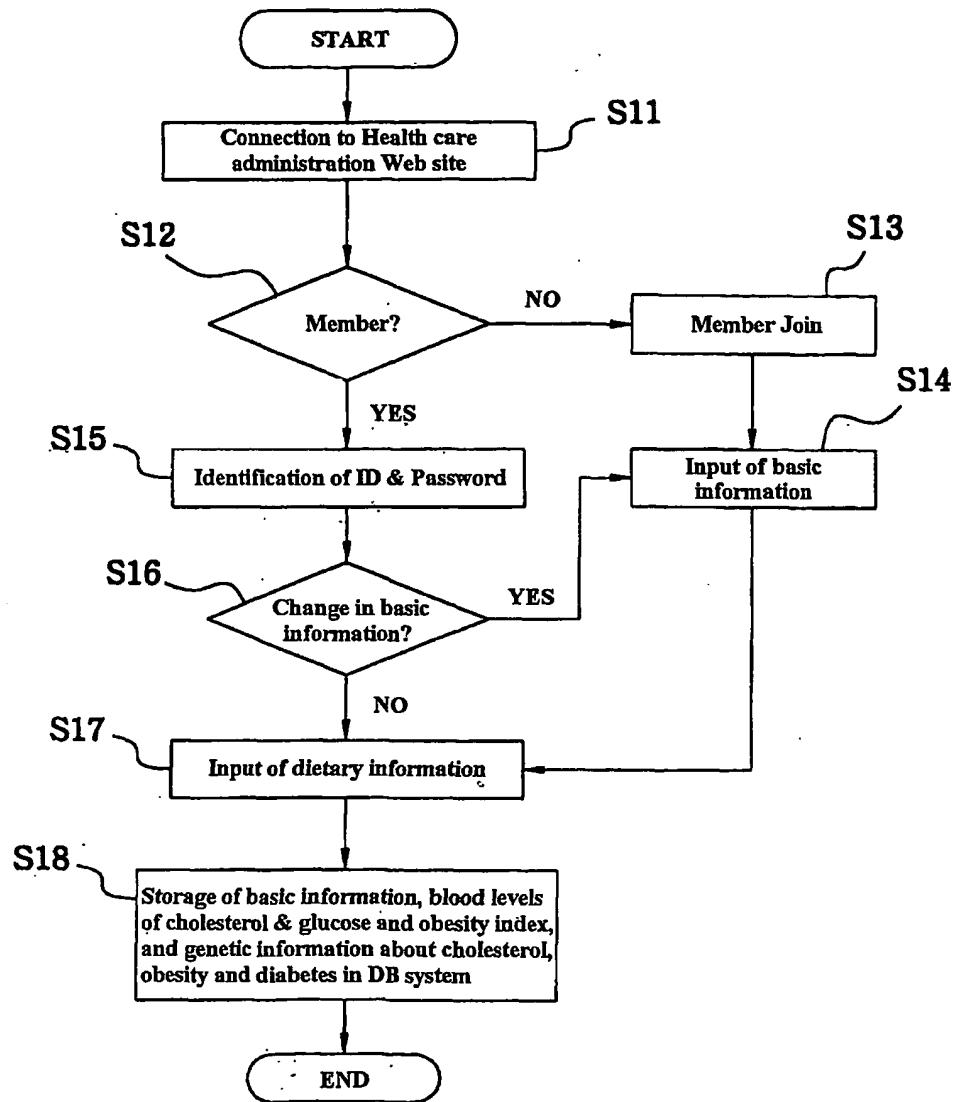 START
S11
Connection to Health care
administration Web site
S12
Member?
NO
S13
Member Join
YES
S14
Input of basic
information
S15
Identification of ID & Password
S16
Change in basic
information?
YES
NO
S17
Input of dietary information
S18
Storage of basic information, blood levels
of cholesterol & glucose and obesity index,
and genetic information about cholesterol,
obesity and diabetes in DB system
END